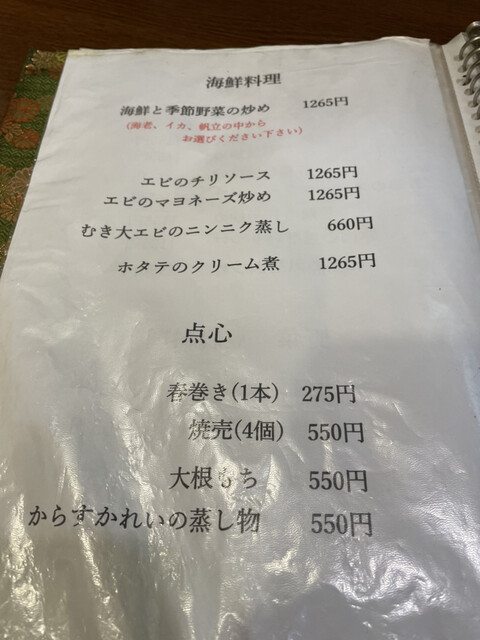 海鮮料理
海鮮と季節野菜の炒め 1265円
(海老、イカ、帆立の中から
お選びください下さい)
エビのチリソース 1265円
エビのマヨネーズ炒め 1265円
むき大エビのニンニク蒸し 660円
ホタテのクリーム煮 1265円
点心
春巻き(1本) 275円
焼売(4個) 550円
大根もち 550円
からすかれいの蒸し物 550円